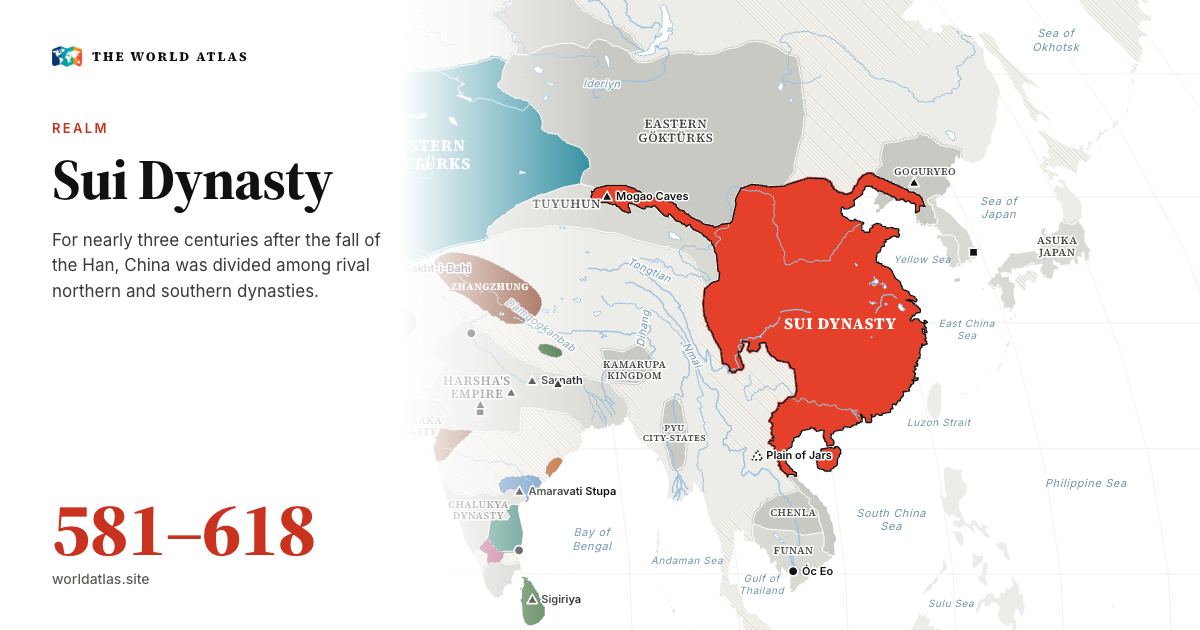 THE WORLD ATLAS
REALM
Sui Dynasty
For nearly three centuries after the fall of
the Han, China was divided among rival
northern and southern dynasties.
581–618
worldatlas.site
Sea of
Okhotsk
Ideriyn
EASTERN
GÖKTÜRKS
GOGURYEO
Mogao Caves
TUYUHUN
Sea of
Japan
ASUKA
JAPAN
Yellow Sea
Takht-i-Bahi
Tongtian
ZHANGZHUNG
Damqogkanbab
Dihang
Nmai
SUI DYNASTY
East China
Sea
KAMARUPA
KINGDOM
HARSHA'S
EMPIRE
Sarnath
PYU
CITY-STATES
Luzon Strait
Plain of Jars
Philippine Sea
Amaravati Stupa
CHALUKYA
DYNASTY
CHENLA
South China
Sea
Bay of
Bengal
FUNAN
Andaman Sea
Óc Eo
Gulf of
Thailand
Sigiriya
Sulu Sea